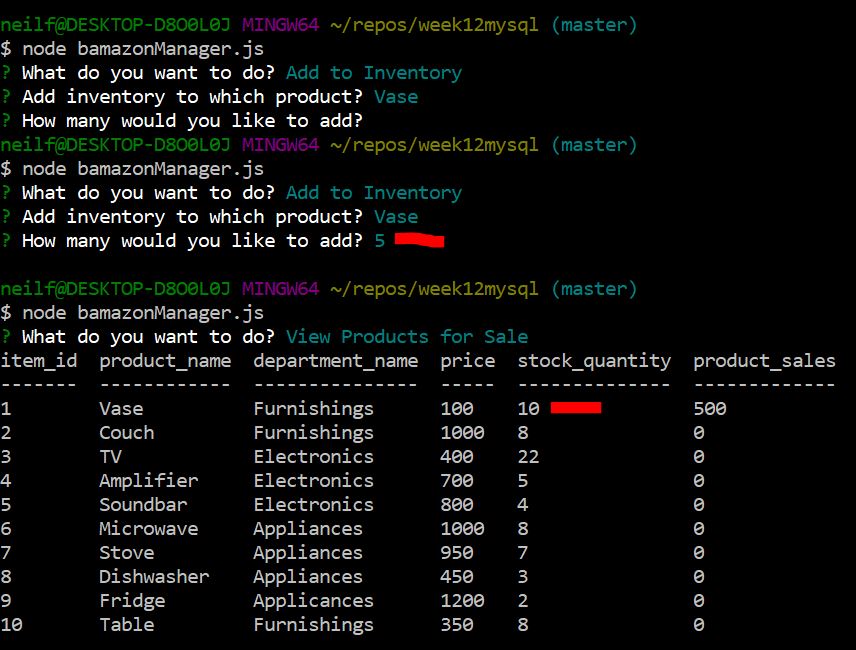 neilf@DESKTOP-D8O0L0J MINGW64 ~/repos/week12mysql (master)
$ node bamazonManager.js
? What do you want to do? Add to Inventory
? Add inventory to which product? Vase
? How many would you like to add?
neilf@DESKTOP-D8O0L0J MINGW64 ~/repos/week12mysql (master)
$ node bamazonManager.js
? What do you want to do? Add to Inventory
? Add inventory to which product? Vase
? How many would you like to add? 5
neilf@DESKTOP-D8O0L0J MINGW64 ~/repos/week12mysql (master)
$ node bamazonManager.js
? What do you want to do? View Products for Sale
item_id  product_name  department_name  price  stock_quantity  product_sales
-------  ------------  ---------------  -----  --------------  -------------
1        Vase          Furnishings      100    10              500
2        Couch         Furnishings      1000   8               0
3        TV            Electronics      400    22              0
4        Amplifier     Electronics      700    5               0
5        Soundbar      Electronics      800    4               0
6        Microwave     Appliances       1000   8               0
7        Stove         Appliances       950    7               0
8        Dishwasher    Appliances       450    3               0
9        Fridge        Applicances      1200   2               0
10       Table         Furnishings      350    8               0